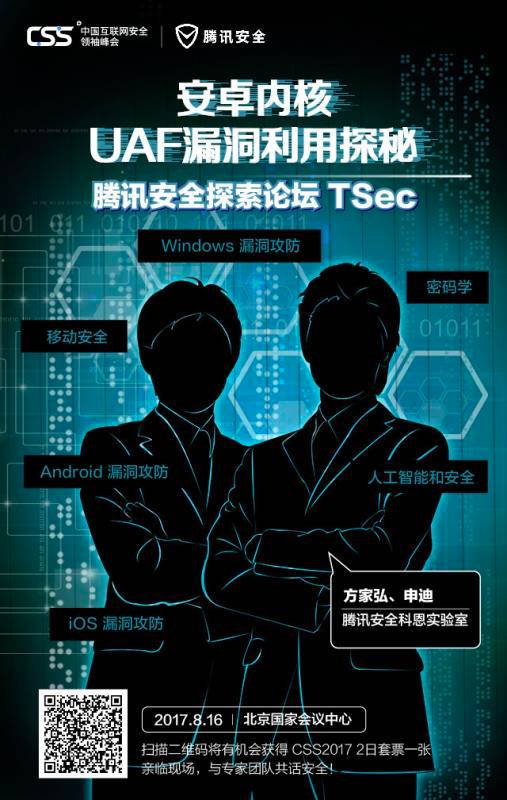 CSS 中国互联网安全
领袖峰会
腾讯安全
安卓内核
UAF漏洞利用探秘
腾讯安全探索论坛 TSec
101 011
Windows 漏洞攻防
密码学
01011
移动安全
Android 漏洞攻防
人工智能和安全
方家弘、申迪
腾讯安全科恩实验室
iOS 漏洞攻防
2017.8.16 | 北京国家会议中心
扫描二维码将有机会获得 CSS2017 2日套票一张
亲临现场，与专家团队共话安全！